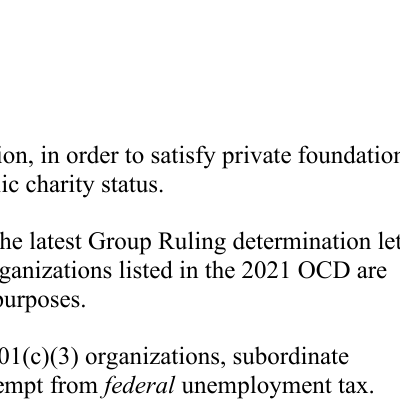 ion, in order to satisfy private foundation
ic charity status.
he latest Group Ruling determination let
ganizations listed in the 2021 OCD are
purposes.
01(c)(3) organizations, subordinate
empt from federal unemployment tax.